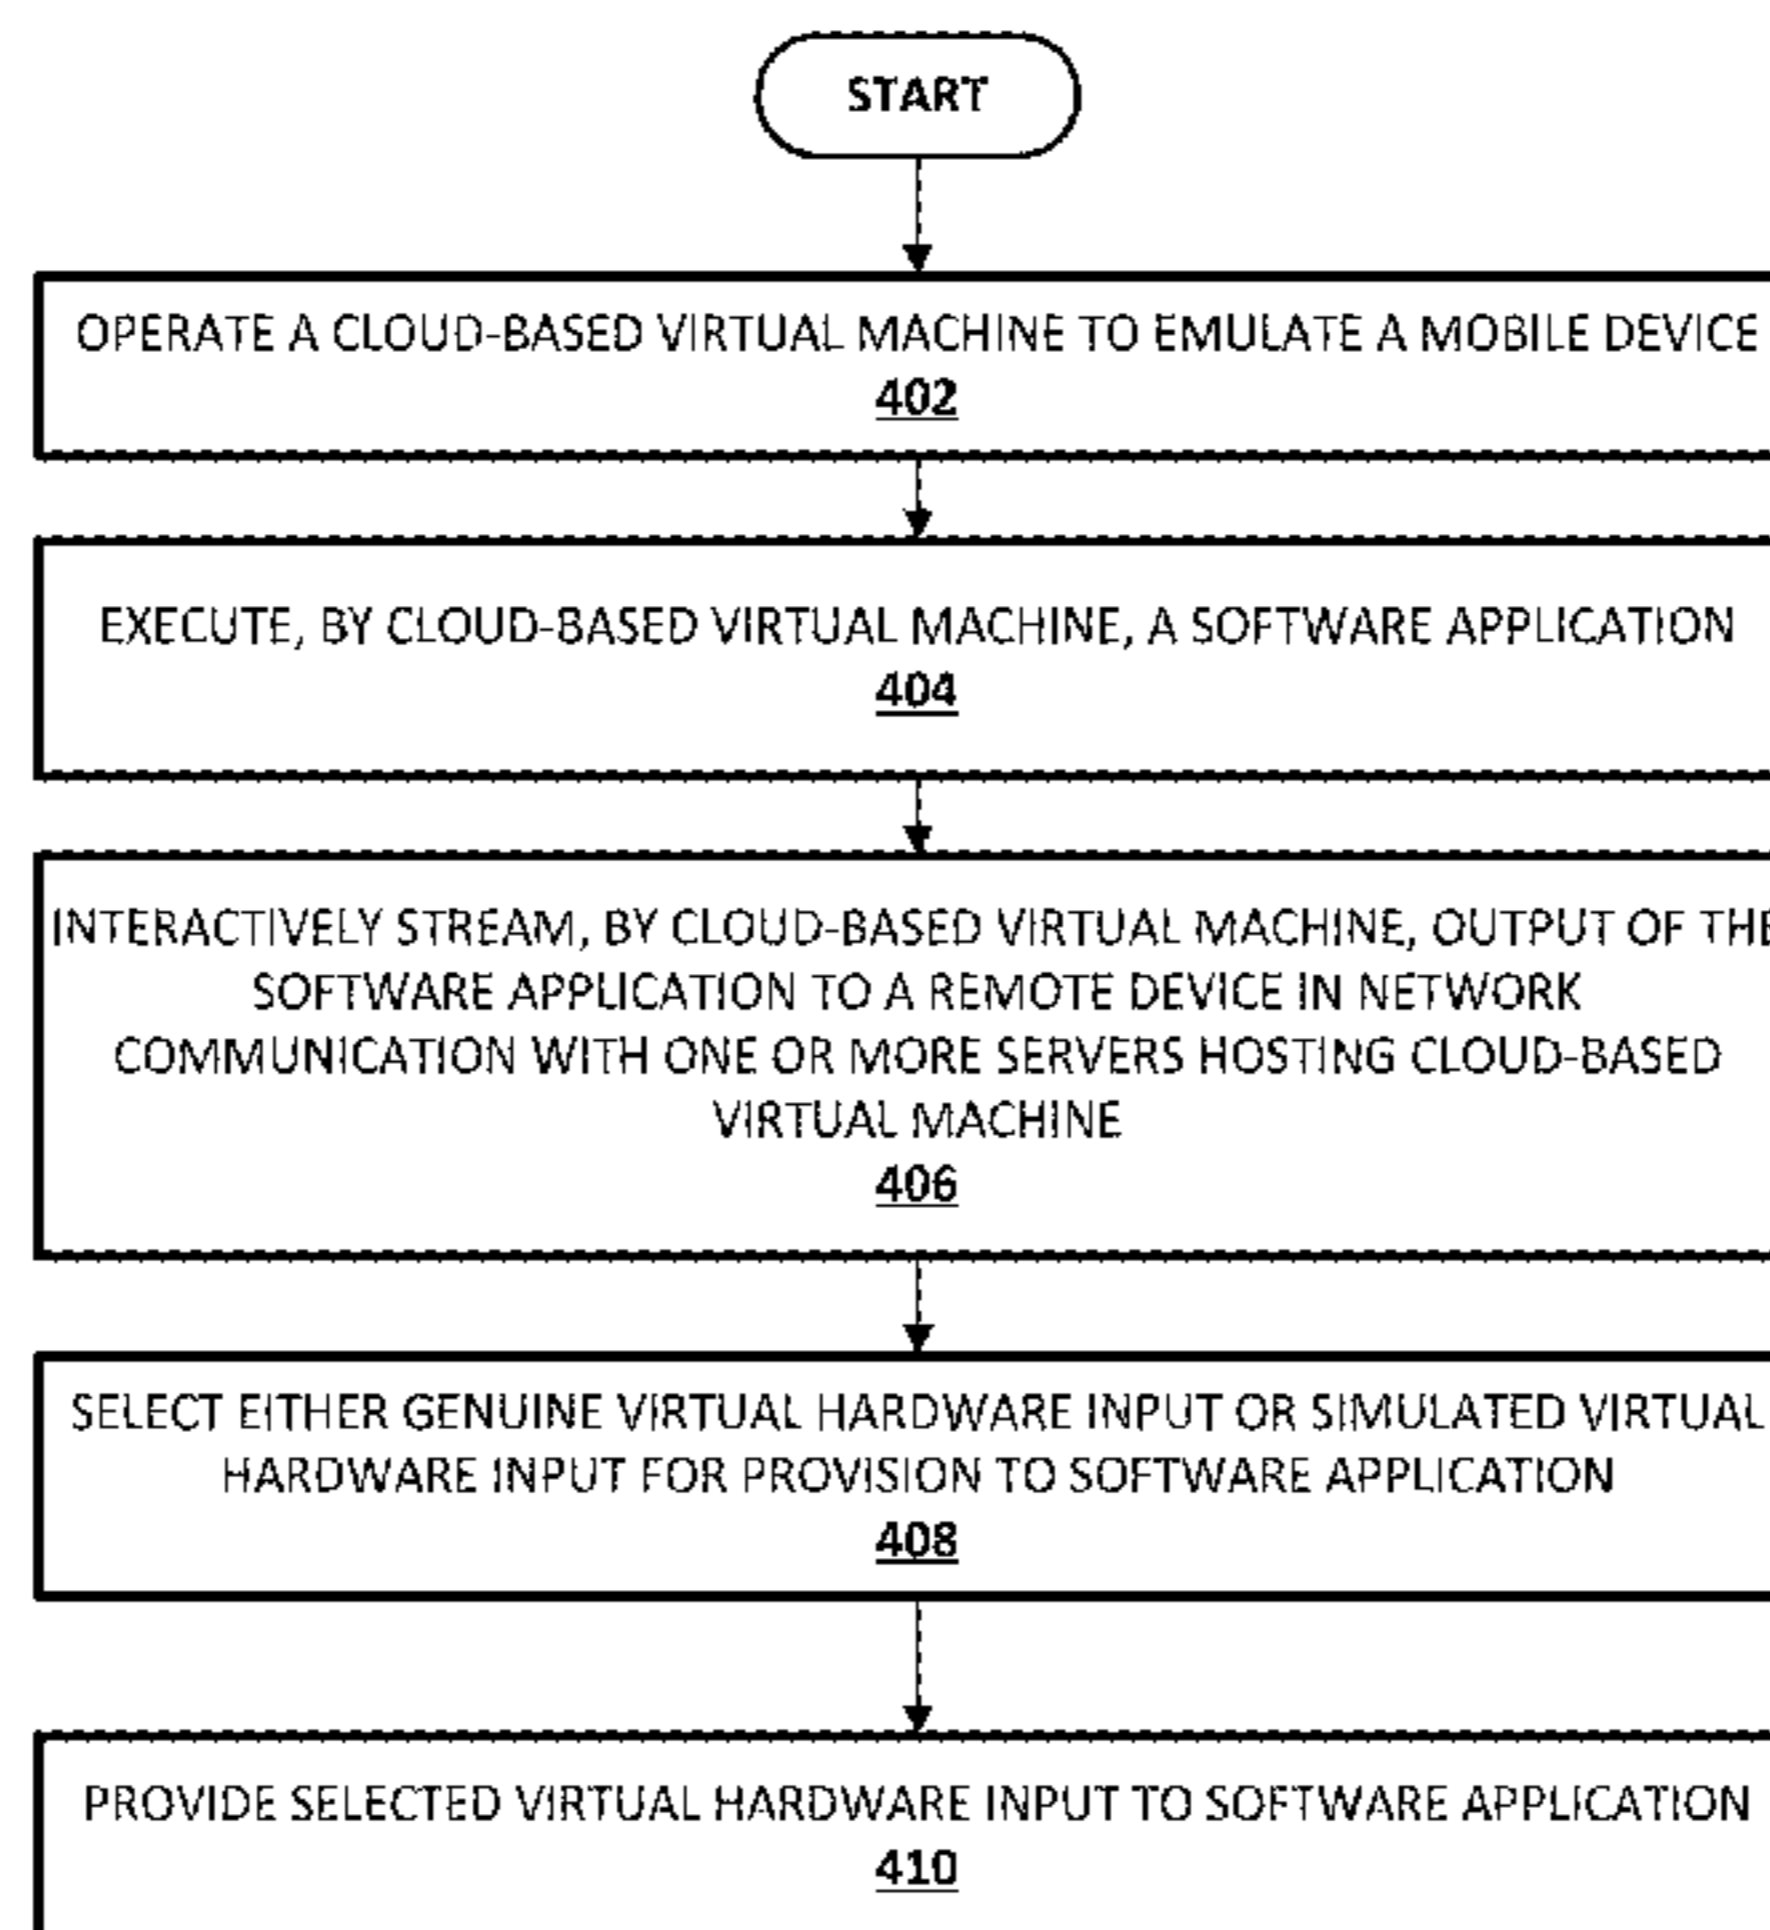 START
OPERATE A CLOUD-BASED VIRTUAL MACHINE TO EMULATE A MOBILE DEVICE
402
EXECUTE, BY CLOUD-BASED VIRTUAL MACHINE, A SOFTWARE APPLICATION
404
INTERACTIVELY STREAM, BY CLOUD-BASED VIRTUAL MACHINE, OUTPUT OF THE
SOFTWARE APPLICATION TO A REMOTE DEVICE IN NETWORK
COMMUNICATION WITH ONE OR MORE SERVERS HOSTING CLOUD-BASED
VIRTUAL MACHINE
406
SELECT EITHER GENUINE VIRTUAL HARDWARE INPUT OR SIMULATED VIRTUAL
HARDWARE INPUT FOR PROVISION TO SOFTWARE APPLICATION
408
PROVIDE SELECTED VIRTUAL HARDWARE INPUT TO SOFTWARE APPLICATION
410